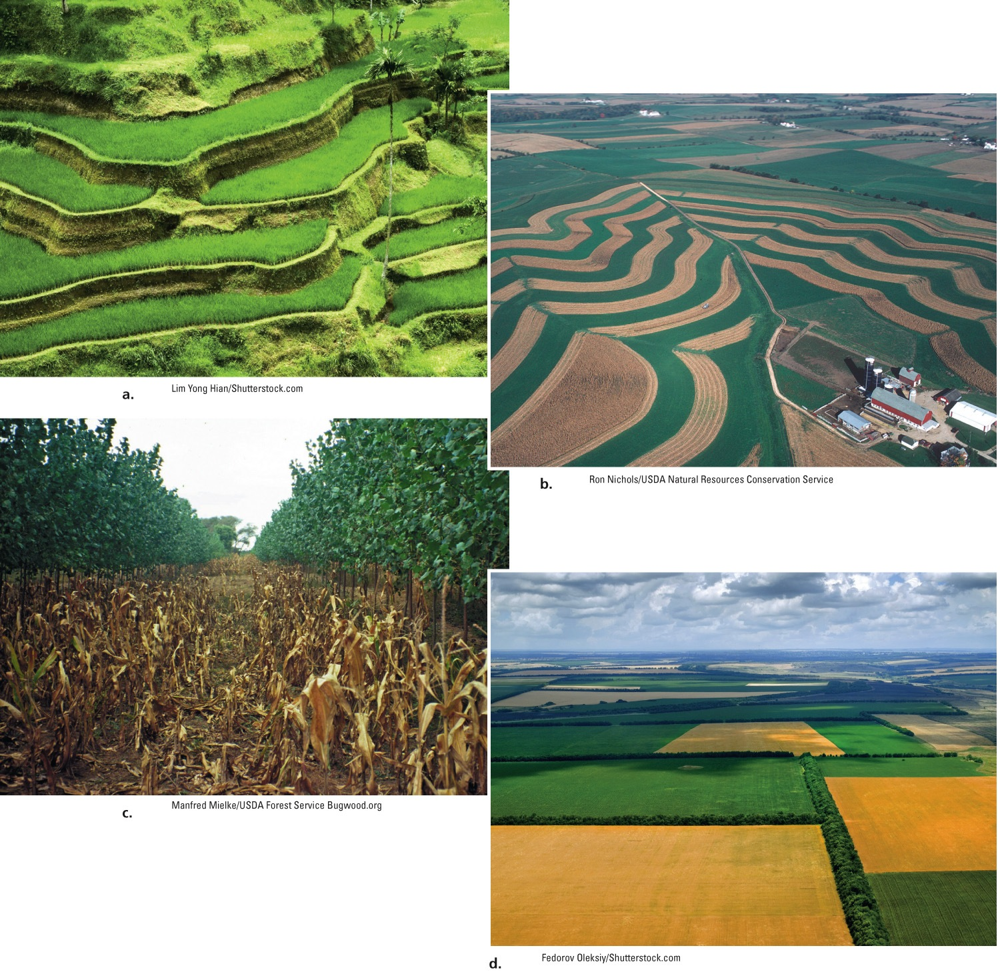 a.
Lim Yong Hian/Shutterstock.com
b.
Ron Nichols/USDA Natural Resources Conservation Service
c.
Manfred Mielke/USDA Forest Service Bugwood.org
d.
Fedorov Oleksiy/Shutterstock.com